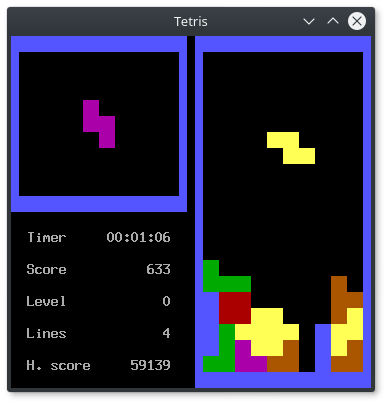 Tetris
Timer 00:01:06
Score 633
Level 0
Lines 4
H. score 59139